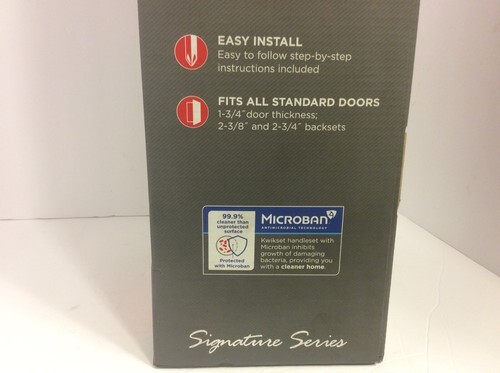 EASY INSTALL
Easy to follow step-by-step
instructions included
FITS ALL STANDARD DOORS
1-3/4˝door thickness;
2-3/8˝ and 2-3/4˝ backsets
99.9%
cleaner than
unprotected
surface
Protected
with Microban
MICROBAN
ANTIMICROBIAL TECHNOLOGY
Kwikset handleset with
Microban inhibits
growth of damaging
bacteria, providing you
with a cleaner home.
Signature Series